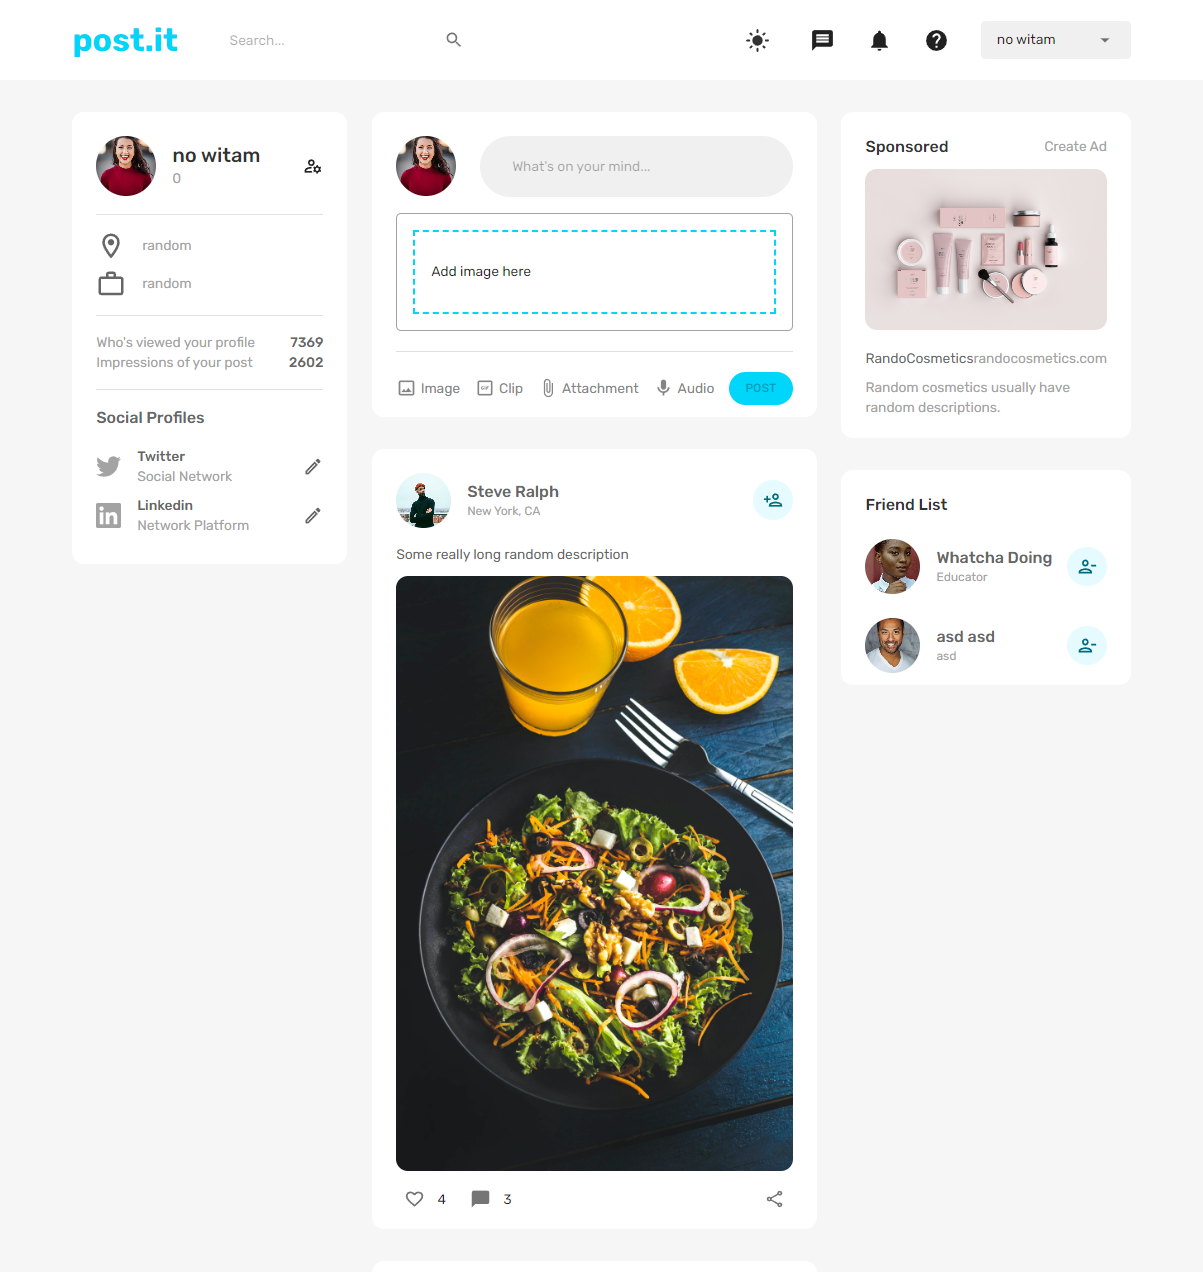 post.it
Search...
no witam
no witam
0
random
random
Who's viewed your profile 7369
Impressions of your post 2602
Social Profiles
Twitter
Social Network
Linkedin
Network Platform
What's on your mind...
Add image here
Image
GIF
Clip
Attachment
Audio
POST
Steve Ralph
New York, CA
Some really long random description
4
3
Sponsored
Create Ad
RandoCosmetics
randocosmetics.com
Random cosmetics usually have
random descriptions.
Friend List
Whatcha Doing
Educator
asd asd
asd